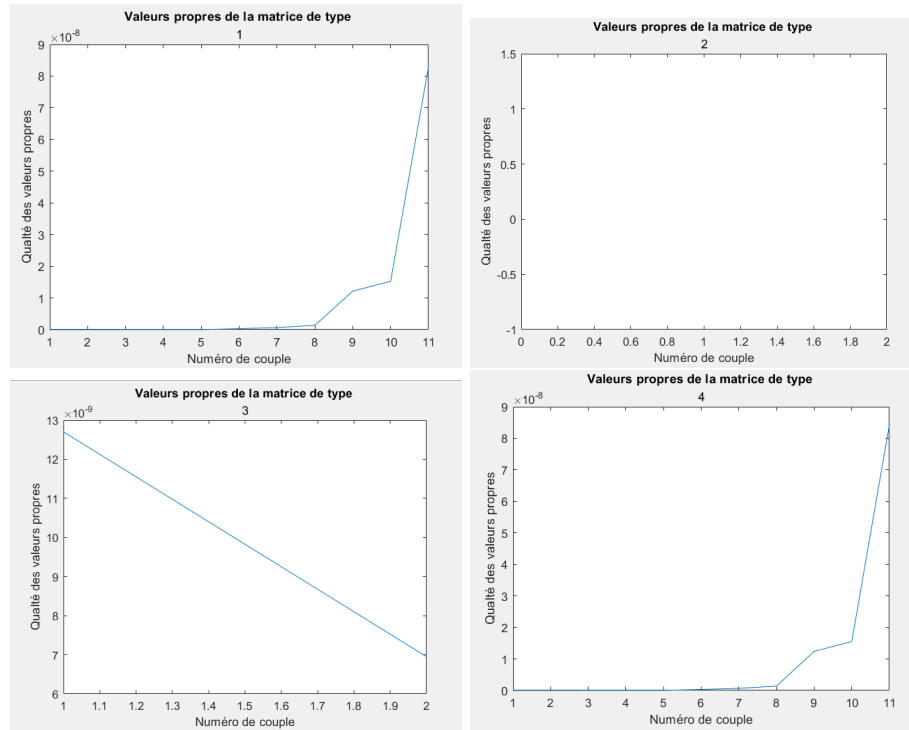 Valeurs propres de la matrice de type
1
×10^-8
9
8
7
6
5
4
3
2
1
0
1 2 3 4 5 6 7 8 9 10 11
Qualté des valeurs propres
Numéro de couple
Valeurs propres de la matrice de type
2
1.5
1
0.5
0
-0.5
-1
0 0.2 0.4 0.6 0.8 1 1.2 1.4 1.6 1.8 2
Qualté des valeurs propres
Numéro de couple
Valeurs propres de la matrice de type
3
×10^-9
13
12
11
10
9
8
7
6
1 1.1 1.2 1.3 1.4 1.5 1.6 1.7 1.8 1.9 2
Qualté des valeurs propres
Numéro de couple
Valeurs propres de la matrice de type
4
×10^-8
9
8
7
6
5
4
3
2
1
0
1 2 3 4 5 6 7 8 9 10 11
Qualté des valeurs propres
Numéro de couple